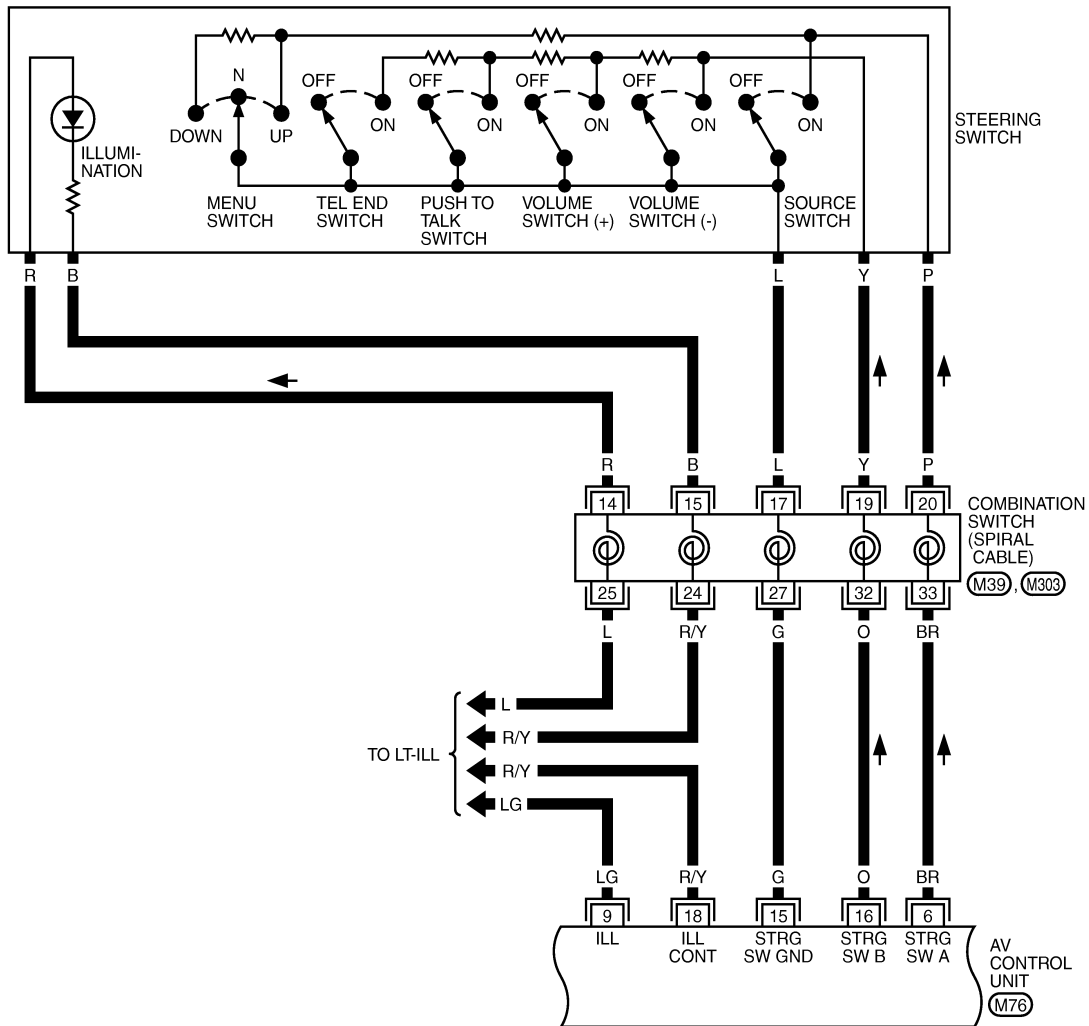 N
OFF
OFF
OFF
OFF
OFF
DOWN
UP
ON
ON
ON
ON
ON
STEERING
SWITCH
ILLUMI-
NATION
MENU
SWITCH
TEL END
SWITCH
PUSH TO
TALK
SWITCH
VOLUME
SWITCH (+)
VOLUME
SWITCH (-)
SOURCE
SWITCH
R
B
L
Y
P
R
B
L
Y
P
14
15
17
19
20
COMBINATION
SWITCH
(SPIRAL
CABLE)
M39 , M303
25
24
27
32
33
L
R/Y
G
O
BR
TO LT-ILL
L
R/Y
R/Y
LG
LG
R/Y
G
O
BR
9
18
15
16
6
ILL
ILL
CONT
STRG
SW GND
STRG
SW B
STRG
SW A
AV
CONTROL
UNIT
M76